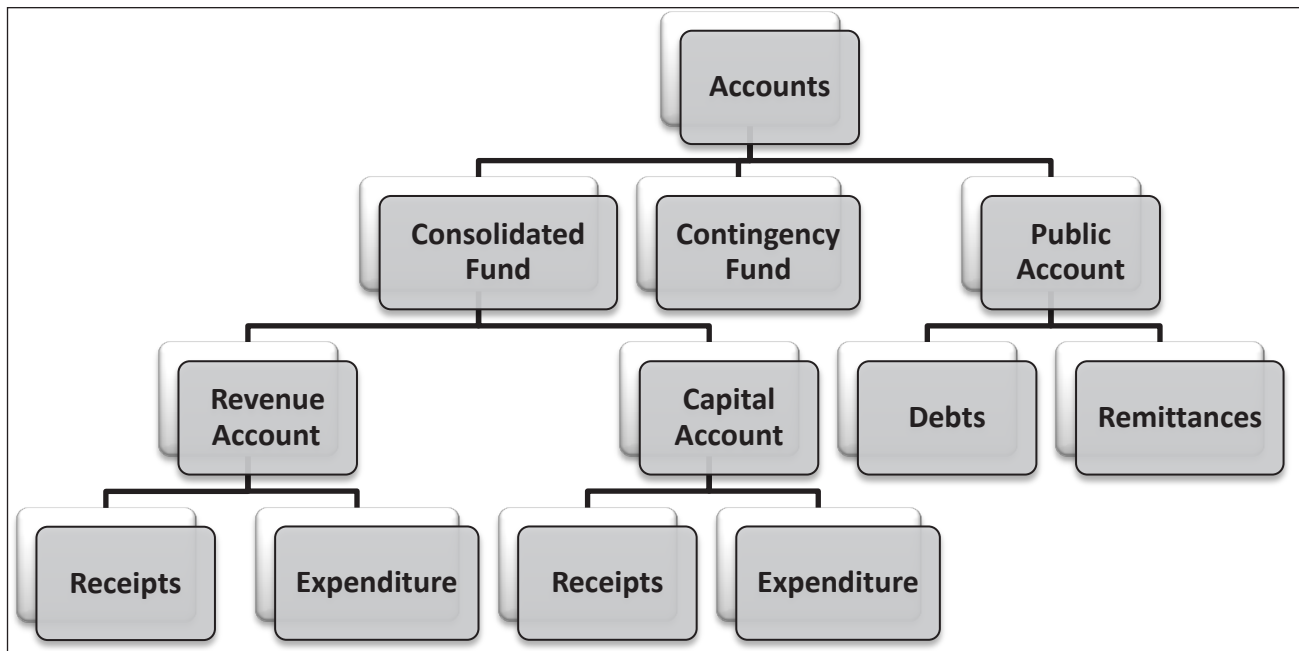 Accounts
Consolidated
Fund
Contingency
Fund
Public
Account
Revenue
Account
Capital
Account
Debts
Remittances
Receipts
Expenditure
Receipts
Expenditure